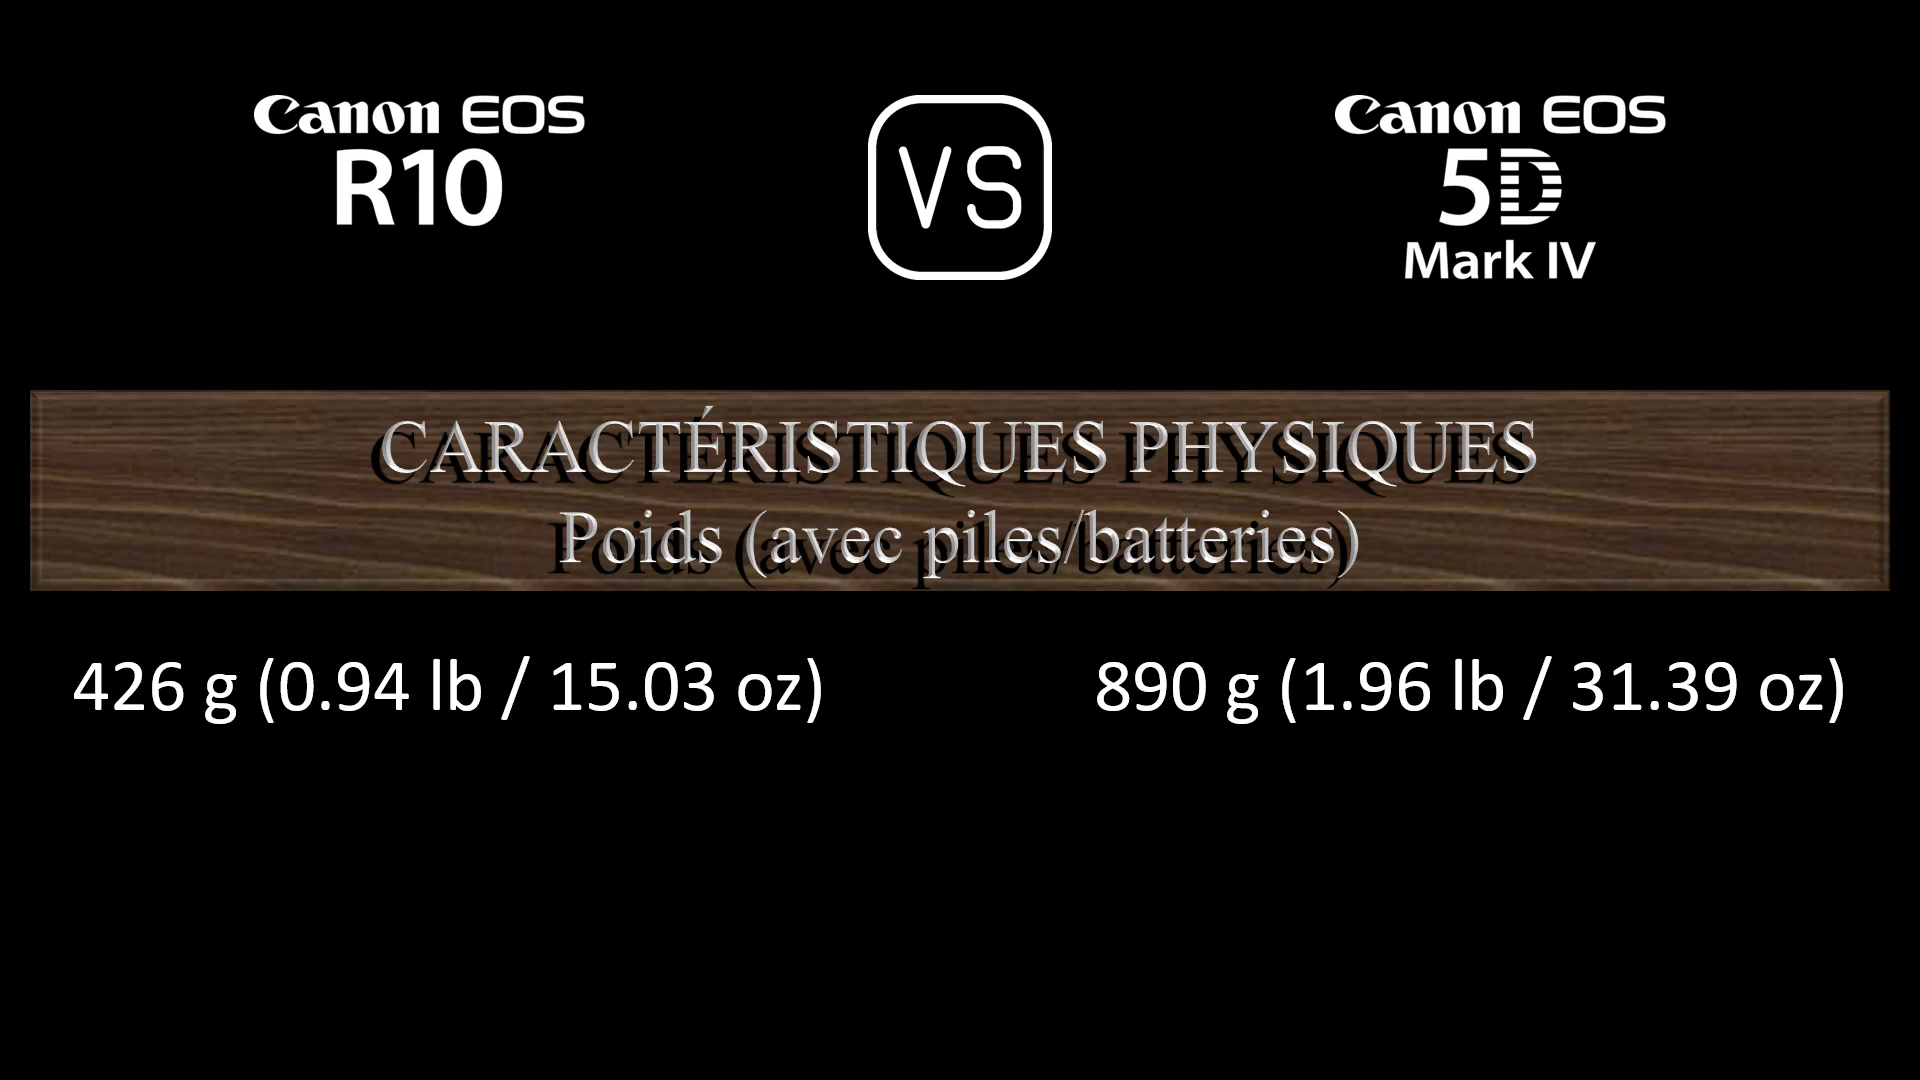 Canon EOS
R10
VS
Canon EOS
5D
Mark IV
CARACTÉRISTIQUES PHYSIQUES
Poids (avec piles/batteries)
426 g (0.94 lb / 15.03 oz)
890 g (1.96 lb / 31.39 oz)